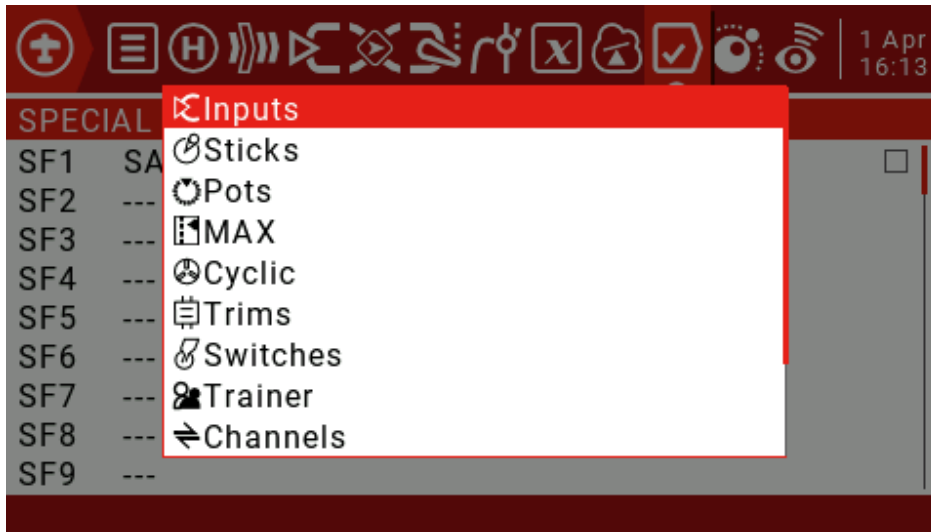 1 Apr
16:13
SPECIAL
Inputs
SF1 SA
Sticks
SF2 ---
Pots
SF3 ---
MAX
SF4 ---
Cyclic
SF5 ---
Trims
SF6 ---
Switches
SF7 ---
Trainer
SF8 ---
Channels
SF9 ---